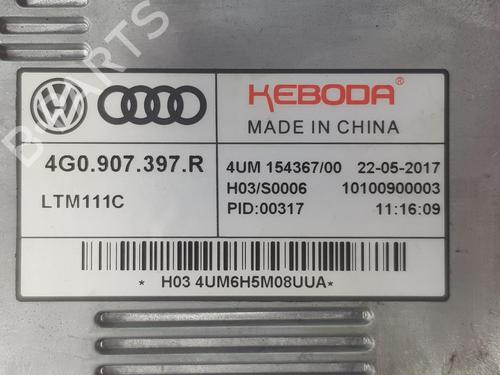 KEBODA®
MADE IN CHINA
4G0.907.397.R
LTM111C
4UM 154367/00 22-05-2017
H03/S0006 10100900003
PID:00317 11:16:09
* H03 4UM6H5M08UUA*